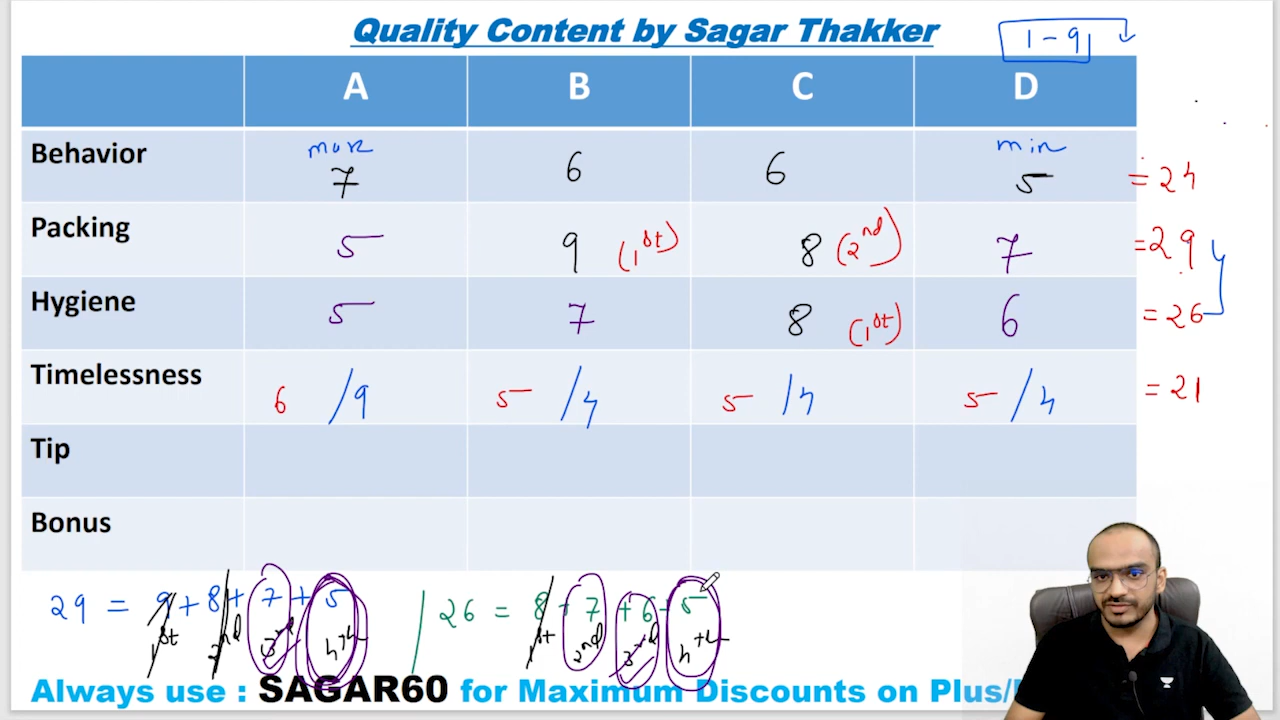 Quality Content by Sagar Thakker
1 - 9
A B C D
max min
Behavior 7 6 6 5 = 24
Packing 5 9 (1st) 8 (2nd) 7 = 29
Hygiene 5 7 8 (1st) 6 = 26
Timelessness 6 / 9 5 / 4 5 / 4 5 / 4 = 21
Tip
Bonus
29 = 9 + 8 + 7 + 5 / 26 = 8 + 7 + 6 + 5
1st 2nd 3rd 4th 1st 2nd 3rd 4th
Always use : SAGAR60 for Maximum Discounts on Plus/